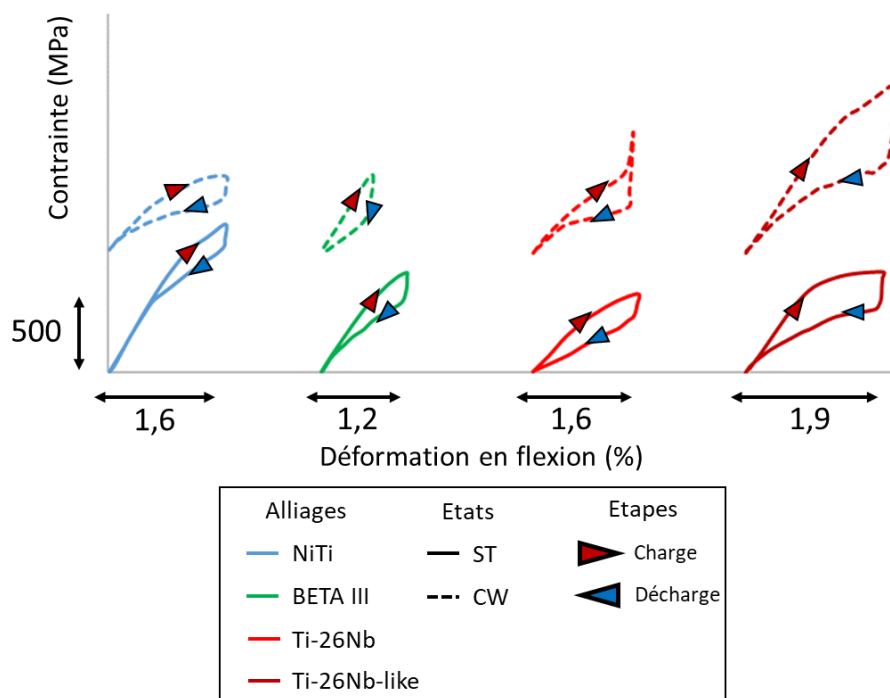 Contrainte (MPa)
500
1,6
1,2
1,6
1,9
Déformation en flexion (%)
Alliages
Etats
Etapes
NiTi
ST
Charge
BETA III
CW
Décharge
Ti-26Nb
Ti-26Nb-like